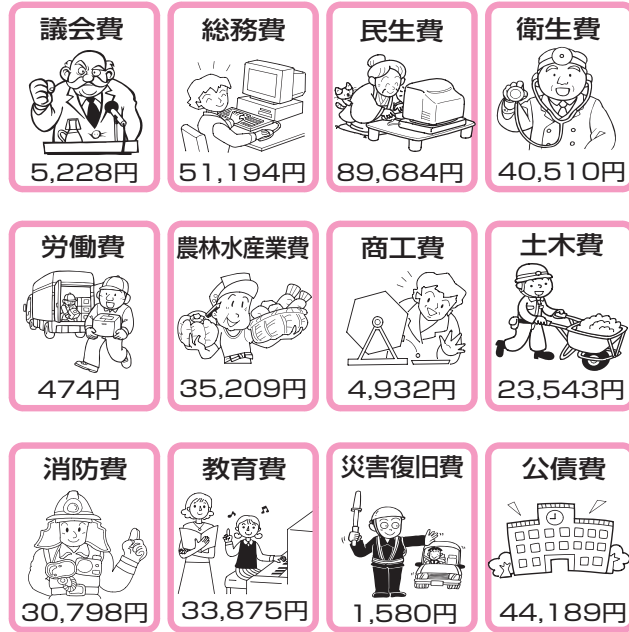 議会費
5,228円
総務費
51,194円
民生費
89,684円
衛生費
40,510円
労働費
474円
農林水産業費
35,209円
商工費
4,932円
土木費
23,543円
消防費
30,798円
教育費
33,875円
災害復旧費
1,580円
公債費
44,189円